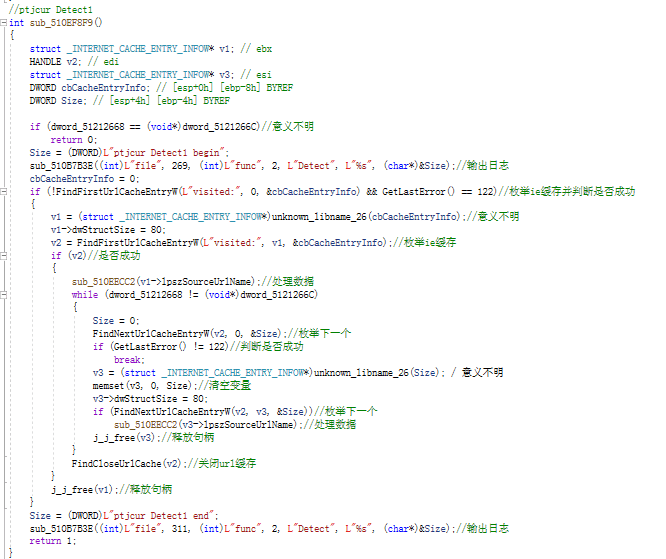 //ptjcur Detect1
int sub_510EF8F9()
{
struct _INTERNET_CACHE_ENTRY_INFOW* v1; // ebx
HANDLE v2; // edi
struct _INTERNET_CACHE_ENTRY_INFOW* v3; // esi
DWORD cbCacheEntryInfo; // [esp+0h] [ebp-8h] BYREF
DWORD Size; // [esp+4h] [ebp-4h] BYREF
if (dword_51212668 == (void*)dword_5121266C)//意义不明
return 0;
Size = (DWORD)L"ptjcur Detect1 begin";
sub_510B7B3E((int)L"file", 269, (int)L"func", 2, L"Detect", L"%s", (char*)&Size);//输出日志
cbCacheEntryInfo = 0;
if (!FindFirstUrlCacheEntryW(L"visited:", 0, &cbCacheEntryInfo) && GetLastError() == 122)//枚举ie缓存并判断是否成功
{
v1 = (struct _INTERNET_CACHE_ENTRY_INFOW*)unknown_libname_26(cbCacheEntryInfo);//意义不明
v1->dwStructSize = 80;
v2 = FindFirstUrlCacheEntryW(L"visited:", v1, &cbCacheEntryInfo);//枚举ie缓存
if (v2)//是否成功
{
sub_510EECC2(v1->lpszSourceUrlName);//处理数据
while (dword_51212668 != (void*)dword_5121266C)
{
Size = 0;
FindNextUrlCacheEntryW(v2, 0, &Size);//枚举下一个
if (GetLastError() != 122)//判断是否成功
break;
v3 = (struct _INTERNET_CACHE_ENTRY_INFOW*)unknown_libname_26(Size); / 意义不明
memset(v3, 0, Size);//清空变量
v3->dwStructSize = 80;
if (FindNextUrlCacheEntryW(v2, v3, &Size))//枚举下一个
sub_510EECC2(v3->lpszSourceUrlName);//处理数据
j_j_free(v3);//释放句柄
}
FindCloseUrlCache(v2);//关闭url缓存
}
j_j_free(v1);//释放句柄
}
Size = (DWORD)L"ptjcur Detect1 end";
sub_510B7B3E((int)L"file", 311, (int)L"func", 2, L"Detect", L"%s", (char*)&Size);//输出日志
return 1;
}